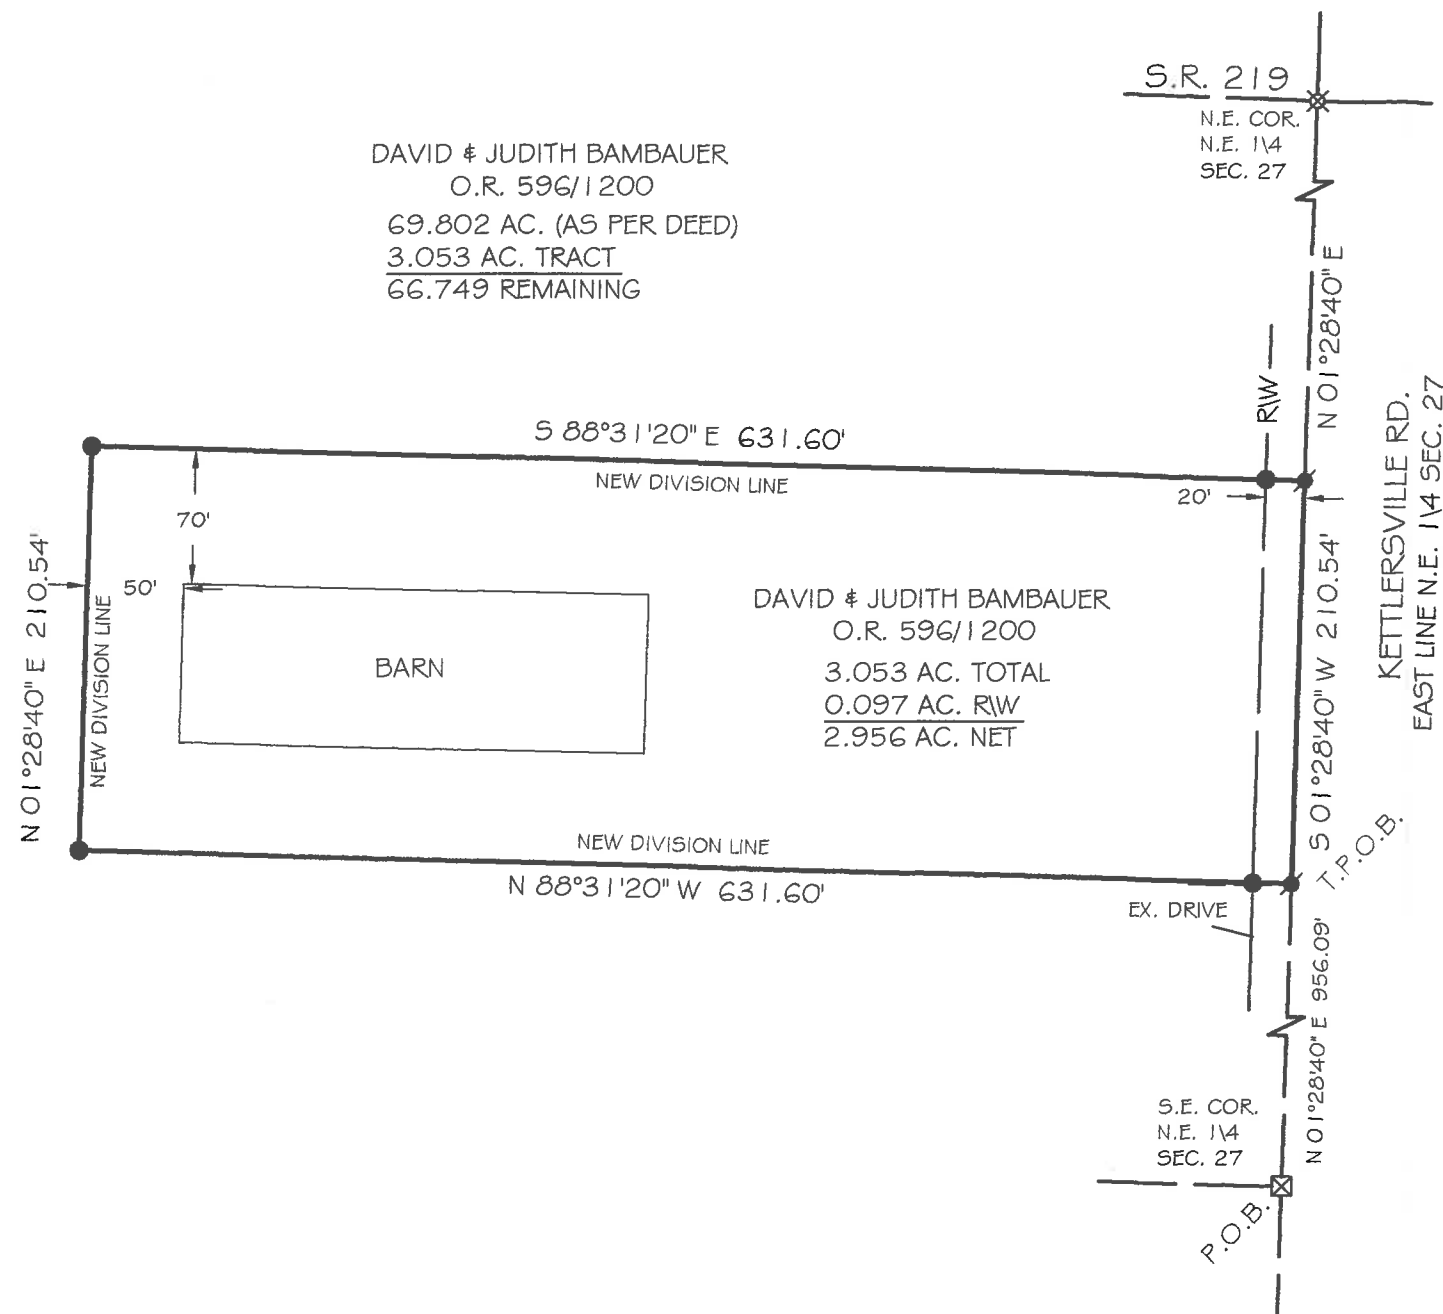 S.R. 219
N.E. COR.
N.E. 1\4
SEC. 27
DAVID & JUDITH BAMBAUER
O.R. 596/1200
69.802 AC. (AS PER DEED)
3.053 AC. TRACT
66.749 REMAINING
N 01°28'40" E
R\W
KETTLERSVILLE RD.
EAST LINE N.E. 1\4 SEC. 27
S 88°31'20" E 631.60'
NEW DIVISION LINE
20'
70'
50'
N 01°28'40" E 210.54'
NEW DIVISION LINE
BARN
DAVID & JUDITH BAMBAUER
O.R. 596/1200
3.053 AC. TOTAL
0.097 AC. R\W
2.956 AC. NET
S 01°28'40" W 210.54'
T.P.O.B.
NEW DIVISION LINE
N 88°31'20" W 631.60'
EX. DRIVE
N 01°28'40" E 956.09'
S.E. COR.
N.E. 1\4
SEC. 27
P.O.B.